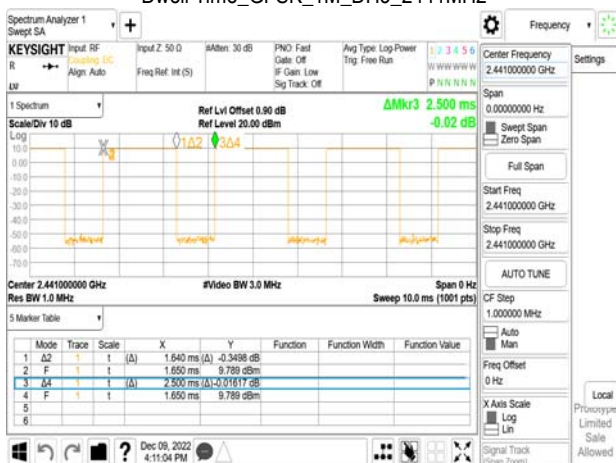 Spectrum Analyzer 1
Swept SA
Frequency
KEYSIGHT Input: RF
R Coupling: DC
Align: Auto
LXI
Input Z: 50 Ω
Freq Ref: Int (S)
#Atten: 30 dB
PNO: Fast
Gate: Off
IF Gain: Low
Sig Track: Off
Avg Type: Log-Power
Trig: Free Run
1 2 3 4 5 6
W W W W W W
P N N N N N
Center Frequency
2.441000000 GHz
Settings
Span
0.00000000 Hz
Swept Span
Zero Span
Full Span
Start Freq
2.441000000 GHz
Stop Freq
2.441000000 GHz
AUTO TUNE
CF Step
1.000000 MHz
Auto
Man
Freq Offset
0 Hz
X Axis Scale
Log
Lin
Signal Track
Local
Limited
Sale
Allowed
1 Spectrum
Scale/Div 10 dB
Ref Lvl Offset 0.90 dB
Ref Level 20.00 dBm
ΔMkr3 2.500 ms
-0.02 dB
Log
10.0
0.00
-10.0
-20.0
-30.0
-40.0
-50.0
-60.0
-70.0
1Δ2
3Δ4
Center 2.441000000 GHz
#Video BW 3.0 MHz
Span 0 Hz
Res BW 1.0 MHz
Sweep 10.0 ms (1001 pts)
5 Marker Table
Mode Trace Scale X Y Function Function Width Function Value
1 Δ2 1 t (Δ) 1.640 ms (Δ) -0.3498 dB
2 F 1 t 1.650 ms 9.789 dBm
3 Δ4 1 t (Δ) 2.500 ms (Δ) -0.01617 dB
4 F 1 t 1.650 ms 9.789 dBm
5
6
Dec 09, 2022
4:11:04 PM